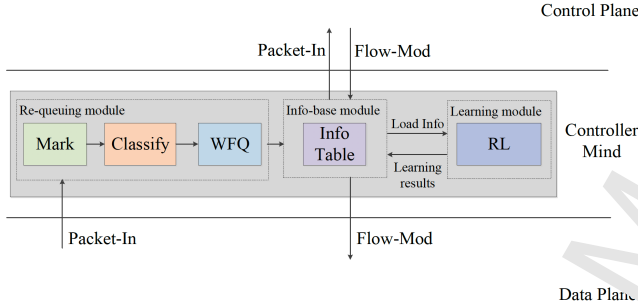 Control Plane
Packet-In
Flow-Mod
Re-queuing module
Info-base module
Learning module
Mark
Classify
WFQ
Info
Table
Load Info
Learning
results
RL
Controller
Mind
Packet-In
Flow-Mod
Data Plane